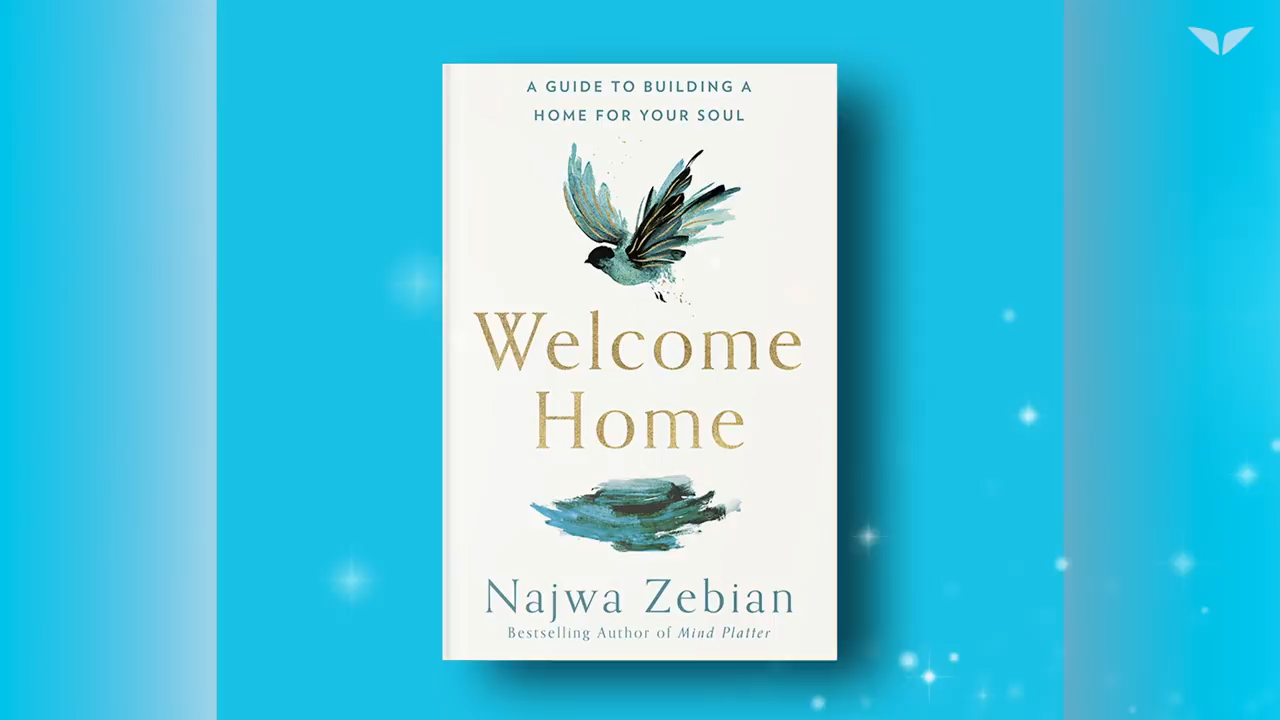 A GUIDE TO BUILDING A
HOME FOR YOUR SOUL
Welcome
Home
Najwa Zebian
Bestselling Author of Mind Platter